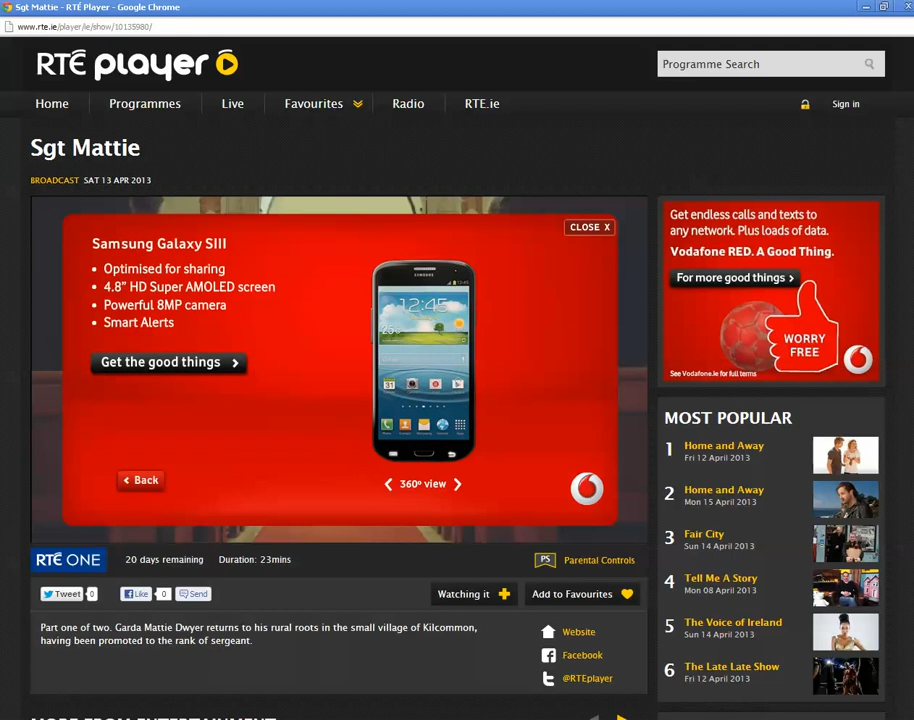 Sgt Mattie - RTÉ Player - Google Chrome
www.rte.ie/player/ie/show/10135980/
RTÉ player
Programme Search
Home
Programmes
Live
Favourites
Radio
RTE.ie
Sign in
Sgt Mattie
BROADCAST SAT 13 APR 2013
CLOSE X
Samsung Galaxy SIII
• Optimised for sharing
• 4.8" HD Super AMOLED screen
• Powerful 8MP camera
• Smart Alerts
Get the good things >
SAMSUNG
12:45
< Back
< 360º view >
Get endless calls and texts to
any network. Plus loads of data.
Vodafone RED. A Good Thing.
For more good things >
WORRY
FREE
See Vodafone.ie for full terms
MOST POPULAR
1 Home and Away
Fri 12 April 2013
2 Home and Away
Mon 15 April 2013
3 Fair City
Sun 14 April 2013
4 Tell Me A Story
Mon 08 April 2013
5 The Voice of Ireland
Sun 14 April 2013
6 The Late Late Show
Fri 12 April 2013
RTÉ ONE
20 days remaining
Duration: 23mins
PS Parental Controls
Tweet 0
Like 0
Send
Watching it
Add to Favourites
Part one of two. Garda Mattie Dwyer returns to his rural roots in the small village of Kilcommon,
having been promoted to the rank of sergeant.
Website
Facebook
@RTEplayer
MORE FROM ENTERTAINMENT